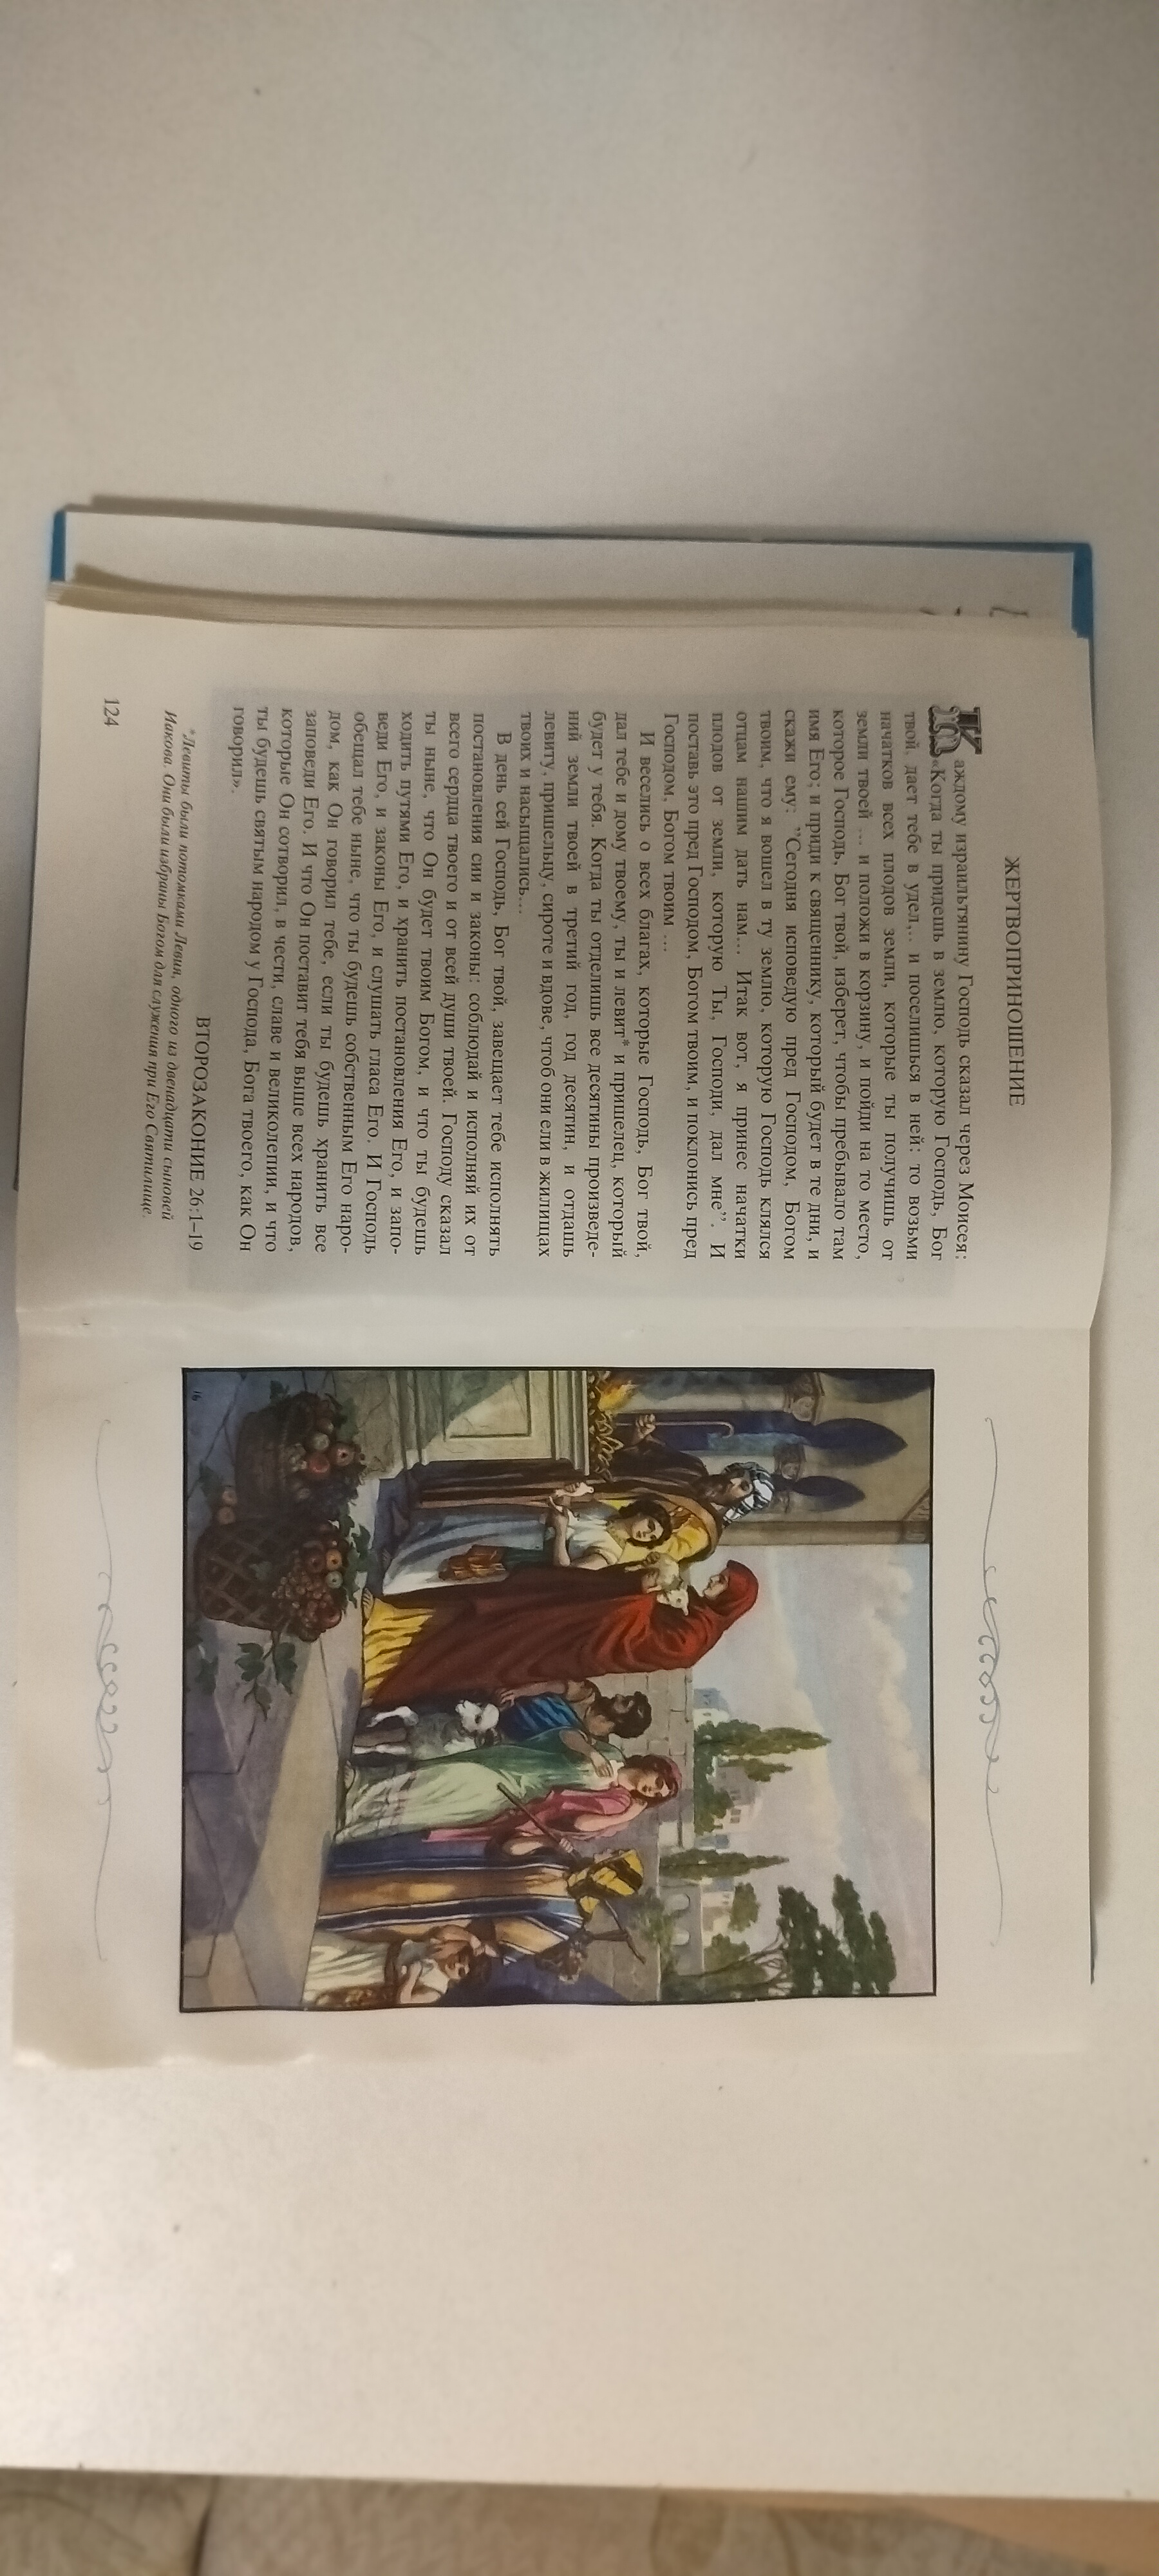 ЖЕРТВОПРИНОШЕНИЕ
Каждому израильтянину Господь сказал через Моисея:
«Когда ты придешь в землю, которую Господь, Бог
твой, дает тебе в удел,.. и поселишься в ней: то возьми
начатков всех плодов земли, которые ты получишь от
земли твоей ... и положи в корзину, и пойди на то место,
которое Господь, Бог твой, изберет, чтобы пребывало там
имя Его; и приди к священнику, который будет в те дни, и
скажи ему: ”Сегодня исповедую пред Господом, Богом
твоим, что я вошел в ту землю, которую Господь клялся
отцам нашим дать нам... Итак вот, я принес начатки
плодов от земли, которую Ты, Господи, дал мне”. И
поставь это пред Господом, Богом твоим, и поклонись пред
Господом, Богом твоим ...
И веселись о всех благах, которые Господь, Бог твой,
дал тебе и дому твоему, ты и левит* и пришелец, который
будет у тебя. Когда ты отделишь все десятины произведе-
ний земли твоей в третий год, год десятин, и отдашь
левиту, пришельцу, сироте и вдове, чтоб они ели в жилищах
твоих и насыщались...
В день сей Господь, Бог твой, завещает тебе исполнять
постановления сии и законы: соблюдай и исполняй их от
всего сердца твоего и от всей души твоей. Господу сказал
ты ныне, что Он будет твоим Богом, и что ты будешь
ходить путями Его, и хранить постановления Его, и запо-
веди Его, и законы Его, и слушать гласа Его. И Господь
обещал тебе ныне, что ты будешь собственным Его наро-
дом, как Он говорил тебе, если ты будешь хранить все
заповеди Его. И что Он поставит тебя выше всех народов,
которые Он сотворил, в чести, славе и великолепии, и что
ты будешь святым народом у Господа, Бога твоего, как Он
говорил».
ВТОРОЗАКОНИЕ 26:1–19
*Левиты были потомками Левия, одного из двенадцати сыновей
Иакова. Они были избраны Богом для служения при Его Святилище.
124